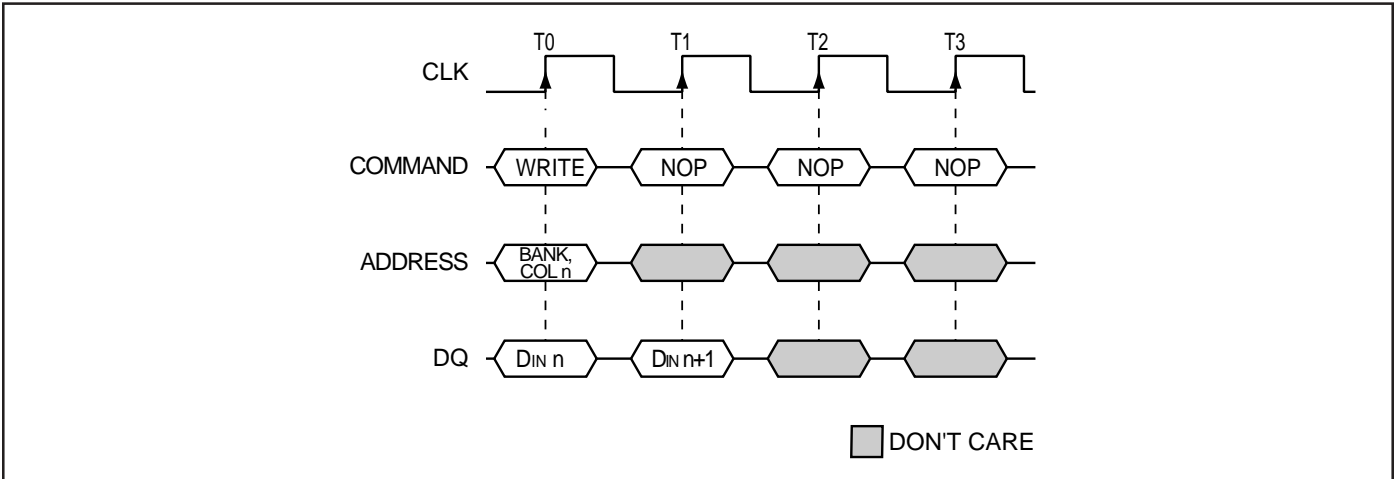 T0 T1 T2 T3
CLK
COMMAND WRITE NOP NOP NOP
ADDRESS BANK,
COL n
DQ DIN n DIN n+1
DON'T CARE